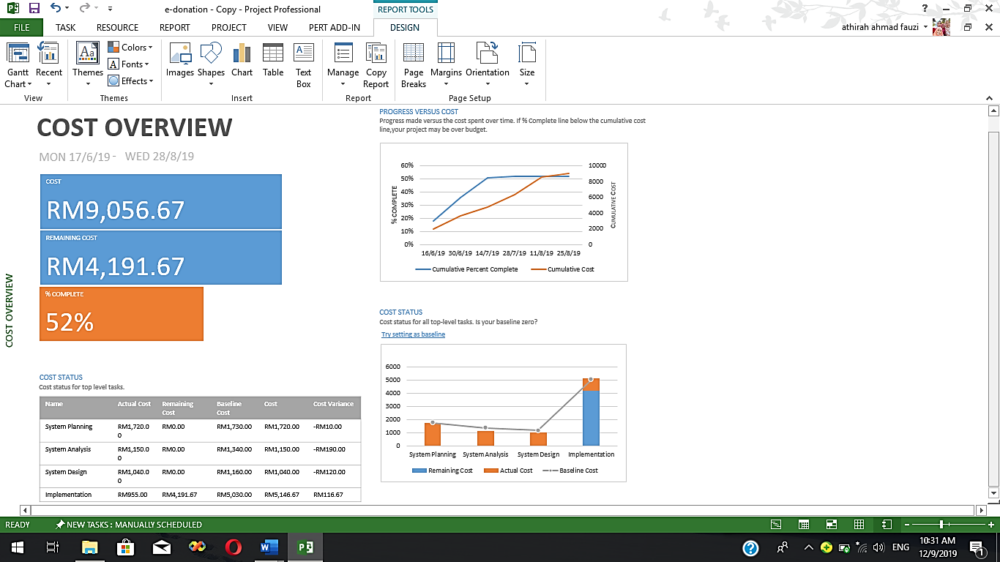 e-donation - Copy - Project Professional
REPORT TOOLS
?
FILE TASK RESOURCE REPORT PROJECT VIEW PERT ADD-IN DESIGN
athirah ahmad fauzi
Gantt Chart
Recent
Themes
Colors
Fonts
Effects
Images
Shapes
Chart
Table
Text Box
Manage
Copy Report
Page Breaks
Margins
Orientation
Size
View Themes Insert Report Page Setup
COST OVERVIEW
COST OVERVIEW
MON 17/6/19 - WED 28/8/19
COST
RM9,056.67
REMAINING COST
RM4,191.67
% COMPLETE
52%
COST STATUS
Cost status for top level tasks.
Name Actual Cost Remaining Cost Baseline Cost Cost Cost Variance
System Planning RM1,720.00 RM0.00 RM1,730.00 RM1,720.00 -RM10.00
System Analysis RM1,150.00 RM0.00 RM1,340.00 RM1,150.00 -RM190.00
System Design RM1,040.00 RM0.00 RM1,160.00 RM1,040.00 -RM120.00
Implementation RM955.00 RM4,191.67 RM5,030.00 RM5,146.67 RM116.67
PROGRESS VERSUS COST
Progress made versus the cost spent over time. If % Complete line below the cumulative cost
line,your project may be over budget.
% COMPLETE
60%
50%
40%
30%
20%
10%
0%
10000
8000
6000
4000
2000
0
CUMULATIVE COST
16/6/19 30/6/19 14/7/19 28/7/19 11/8/19 25/8/19
Cumulative Percent Complete Cumulative Cost
COST STATUS
Cost status for all top-level tasks. Is your baseline zero?
Try setting as baseline
6000
5000
4000
3000
2000
1000
0
System Planning System Analysis System Design Implementation
Remaining Cost Actual Cost Baseline Cost
READY NEW TASKS : MANUALLY SCHEDULED
ENG
10:31 AM
12/9/2019
1